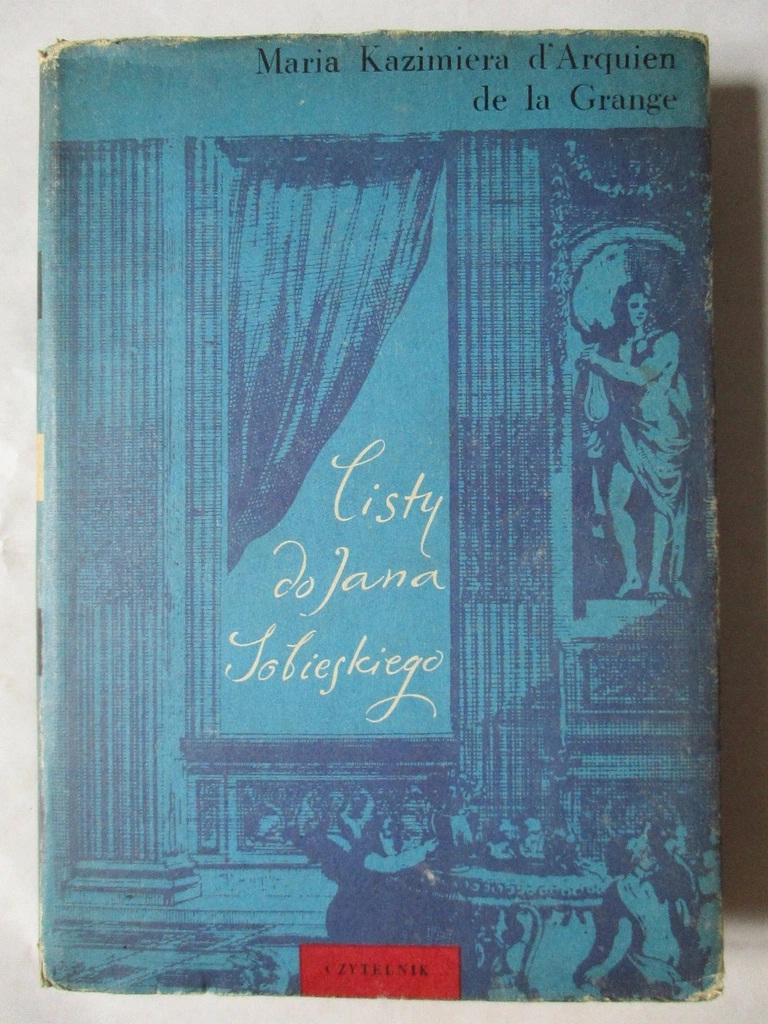 Maria Kazimiera d'Arquien
de la Grange
Listy
do Jana
Sobieskiego
CZYTELNIK